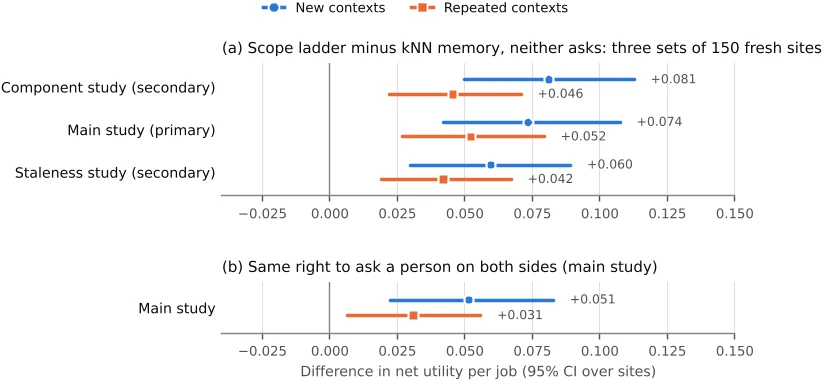 New contexts Repeated contexts
(a) Scope ladder minus kNN memory, neither asks: three sets of 150 fresh sites
Component study (secondary)
+0.081
+0.046
Main study (primary)
+0.074
+0.052
Staleness study (secondary)
+0.060
+0.042
−0.025 0.000 0.025 0.050 0.075 0.100 0.125 0.150
(b) Same right to ask a person on both sides (main study)
Main study
+0.051
+0.031
−0.025 0.000 0.025 0.050 0.075 0.100 0.125 0.150
Difference in net utility per job (95% CI over sites)